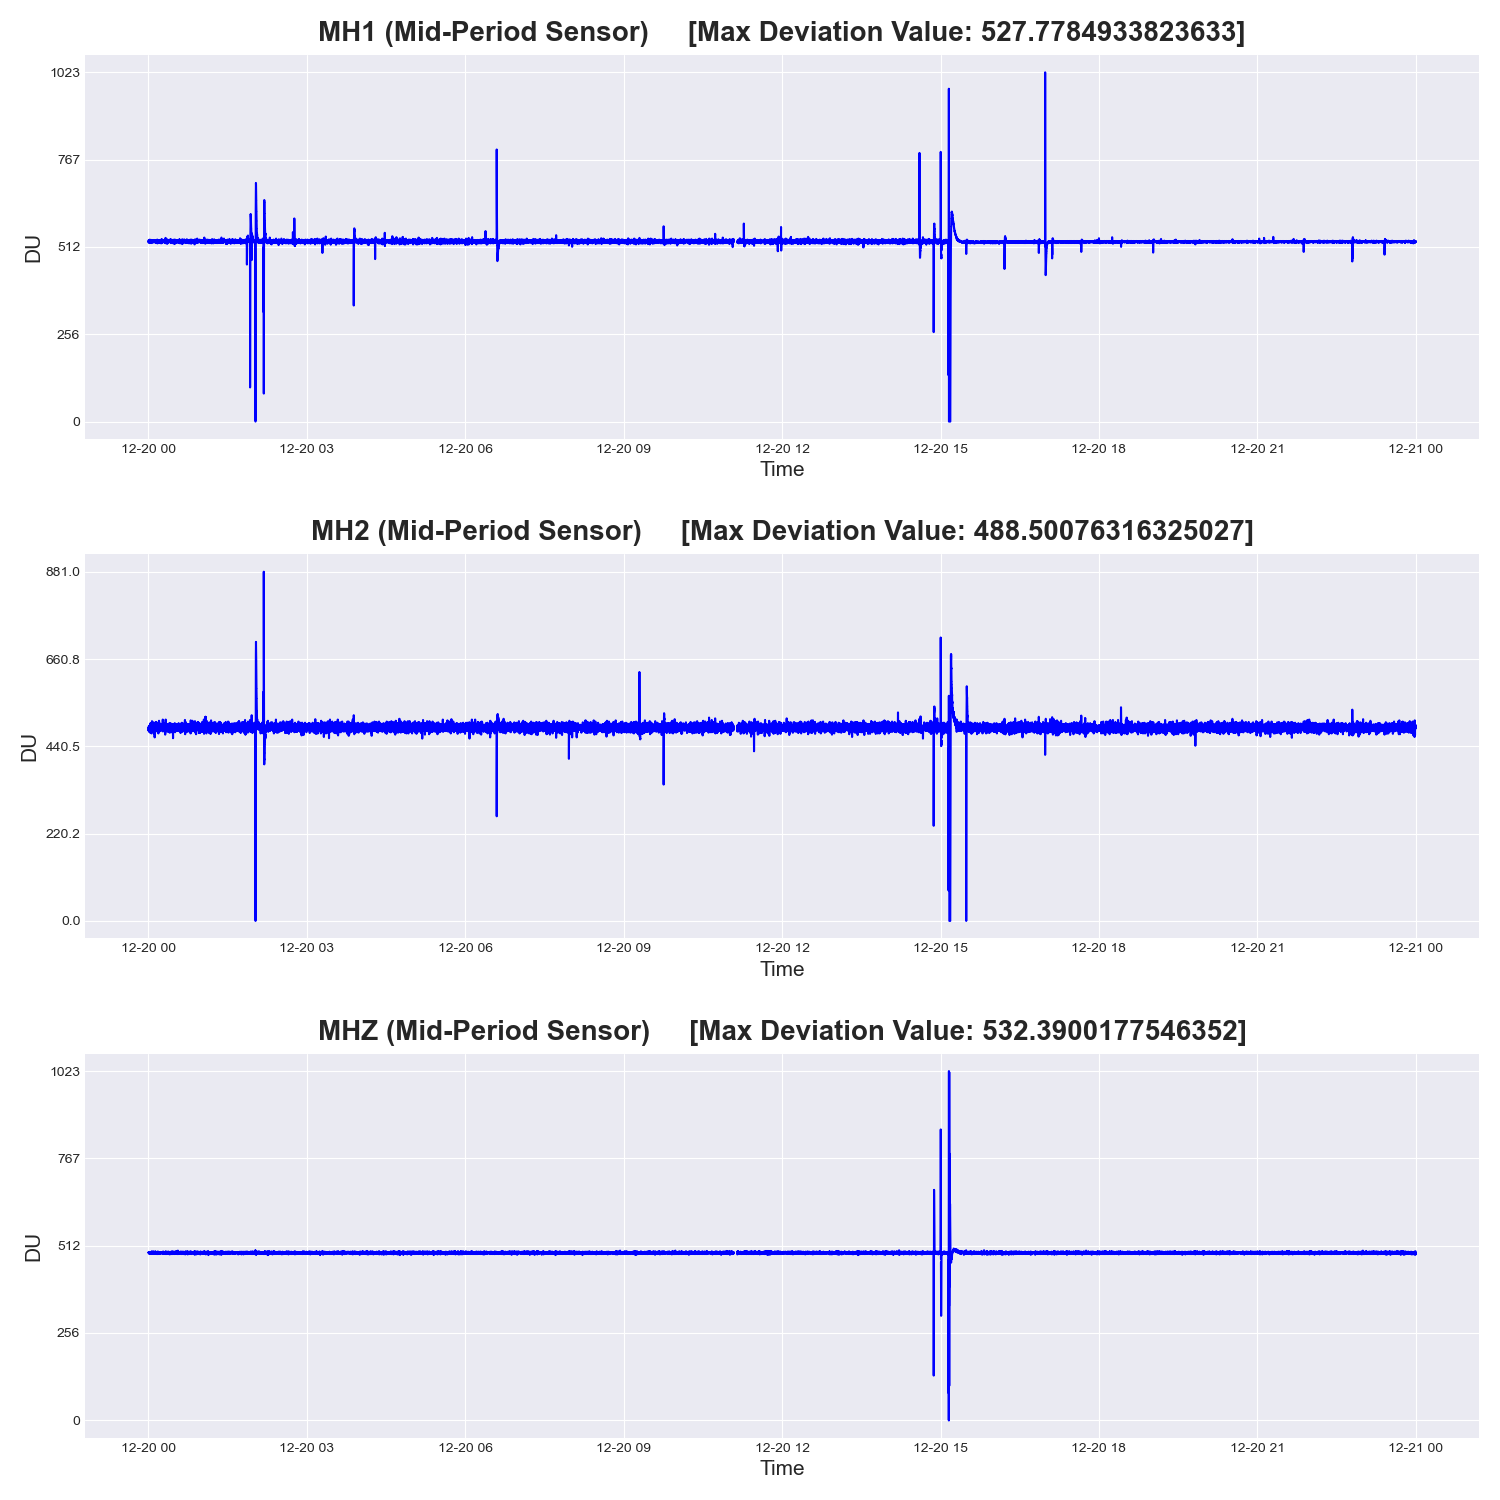 MH1 (Mid-Period Sensor) [Max Deviation Value: 527.7784933823633]
1023
767
512
256
0
DU
12-20 00 12-20 03 12-20 06 12-20 09 12-20 12 12-20 15 12-20 18 12-20 21 12-21 00
Time
MH2 (Mid-Period Sensor) [Max Deviation Value: 488.50076316325027]
881.0
660.8
440.5
220.2
0.0
DU
12-20 00 12-20 03 12-20 06 12-20 09 12-20 12 12-20 15 12-20 18 12-20 21 12-21 00
Time
MHZ (Mid-Period Sensor) [Max Deviation Value: 532.3900177546352]
1023
767
512
256
0
DU
12-20 00 12-20 03 12-20 06 12-20 09 12-20 12 12-20 15 12-20 18 12-20 21 12-21 00
Time